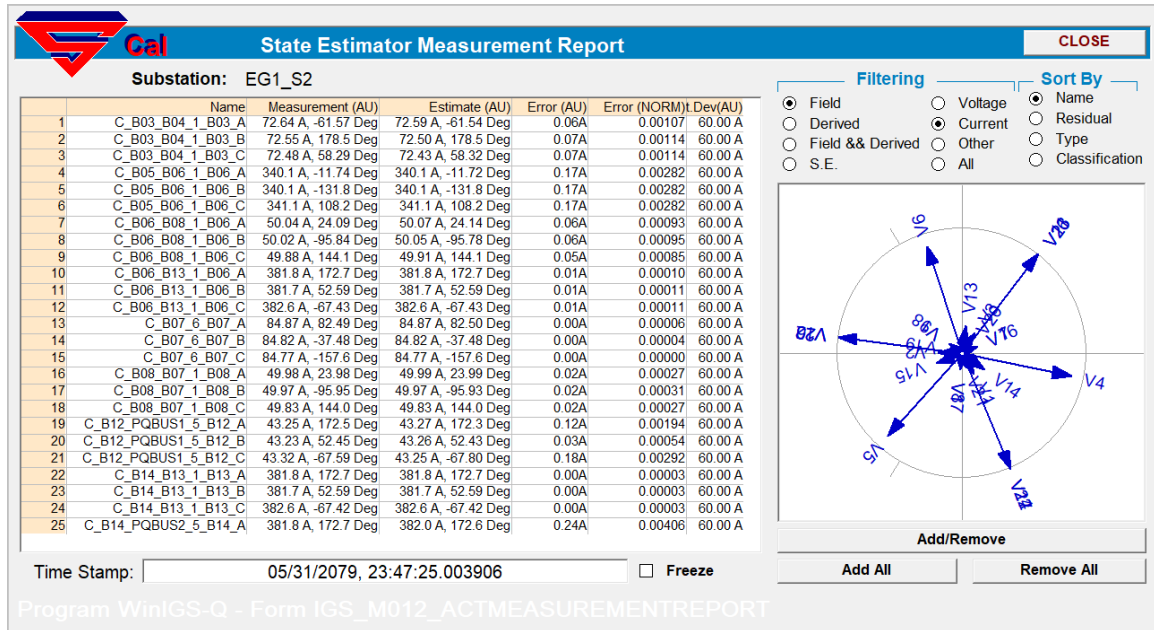 Cal
State Estimator Measurement Report
CLOSE
Substation: EG1_S2
Filtering
Sort By
Field
Voltage
Name
Derived
Current
Residual
Field && Derived
Other
Type
S.E.
All
Classification
Name Measurement (AU) Estimate (AU) Error (AU) Error (NORM)t.Dev(AU)
1 C_B03_B04_1_B03_A 72.64 A, -61.57 Deg 72.59 A, -61.54 Deg 0.06A 0.00107 60.00 A
2 C_B03_B04_1_B03_B 72.55 A, 178.5 Deg 72.50 A, 178.5 Deg 0.07A 0.00114 60.00 A
3 C_B03_B04_1_B03_C 72.48 A, 58.29 Deg 72.43 A, 58.32 Deg 0.07A 0.00114 60.00 A
4 C_B05_B06_1_B06_A 340.1 A, -11.74 Deg 340.1 A, -11.72 Deg 0.17A 0.00282 60.00 A
5 C_B05_B06_1_B06_B 340.1 A, -131.8 Deg 340.1 A, -131.8 Deg 0.17A 0.00282 60.00 A
6 C_B05_B06_1_B06_C 341.1 A, 108.2 Deg 341.1 A, 108.2 Deg 0.17A 0.00282 60.00 A
7 C_B06_B08_1_B06_A 50.04 A, 24.09 Deg 50.07 A, 24.14 Deg 0.06A 0.00093 60.00 A
8 C_B06_B08_1_B06_B 50.02 A, -95.84 Deg 50.05 A, -95.78 Deg 0.06A 0.00095 60.00 A
9 C_B06_B08_1_B06_C 49.88 A, 144.1 Deg 49.91 A, 144.1 Deg 0.05A 0.00085 60.00 A
10 C_B06_B13_1_B06_A 381.8 A, 172.7 Deg 381.8 A, 172.7 Deg 0.01A 0.00010 60.00 A
11 C_B06_B13_1_B06_B 381.7 A, 52.59 Deg 381.7 A, 52.59 Deg 0.01A 0.00011 60.00 A
12 C_B06_B13_1_B06_C 382.6 A, -67.43 Deg 382.6 A, -67.43 Deg 0.01A 0.00011 60.00 A
13 C_B07_6_B07_A 84.87 A, 82.49 Deg 84.87 A, 82.50 Deg 0.00A 0.00006 60.00 A
14 C_B07_6_B07_B 84.82 A, -37.48 Deg 84.82 A, -37.48 Deg 0.00A 0.00004 60.00 A
15 C_B07_6_B07_C 84.77 A, -157.6 Deg 84.77 A, -157.6 Deg 0.00A 0.00000 60.00 A
16 C_B08_B07_1_B08_A 49.98 A, 23.98 Deg 49.99 A, 23.99 Deg 0.02A 0.00027 60.00 A
17 C_B08_B07_1_B08_B 49.97 A, -95.95 Deg 49.97 A, -95.93 Deg 0.02A 0.00031 60.00 A
18 C_B08_B07_1_B08_C 49.83 A, 144.0 Deg 49.83 A, 144.0 Deg 0.02A 0.00027 60.00 A
19 C_B12_PQBUS1_5_B12_A 43.25 A, 172.5 Deg 43.27 A, 172.3 Deg 0.12A 0.00194 60.00 A
20 C_B12_PQBUS1_5_B12_B 43.23 A, 52.45 Deg 43.26 A, 52.43 Deg 0.03A 0.00054 60.00 A
21 C_B12_PQBUS1_5_B12_C 43.32 A, -67.59 Deg 43.25 A, -67.80 Deg 0.18A 0.00292 60.00 A
22 C_B14_B13_1_B13_A 381.8 A, 172.7 Deg 381.8 A, 172.7 Deg 0.00A 0.00003 60.00 A
23 C_B14_B13_1_B13_B 381.7 A, 52.59 Deg 381.7 A, 52.59 Deg 0.00A 0.00003 60.00 A
24 C_B14_B13_1_B13_C 382.6 A, -67.42 Deg 382.6 A, -67.42 Deg 0.00A 0.00003 60.00 A
25 C_B14_PQBUS2_5_B14_A 381.8 A, 172.7 Deg 382.0 A, 172.6 Deg 0.24A 0.00406 60.00 A
V6
V13
V4
V15
V14
V5
Add/Remove
Time Stamp: 05/31/2079, 23:47:25.003906
Freeze
Add All
Remove All
Program WinIGS-Q - Form IGS_M012_ACTMEASUREMENTREPORT